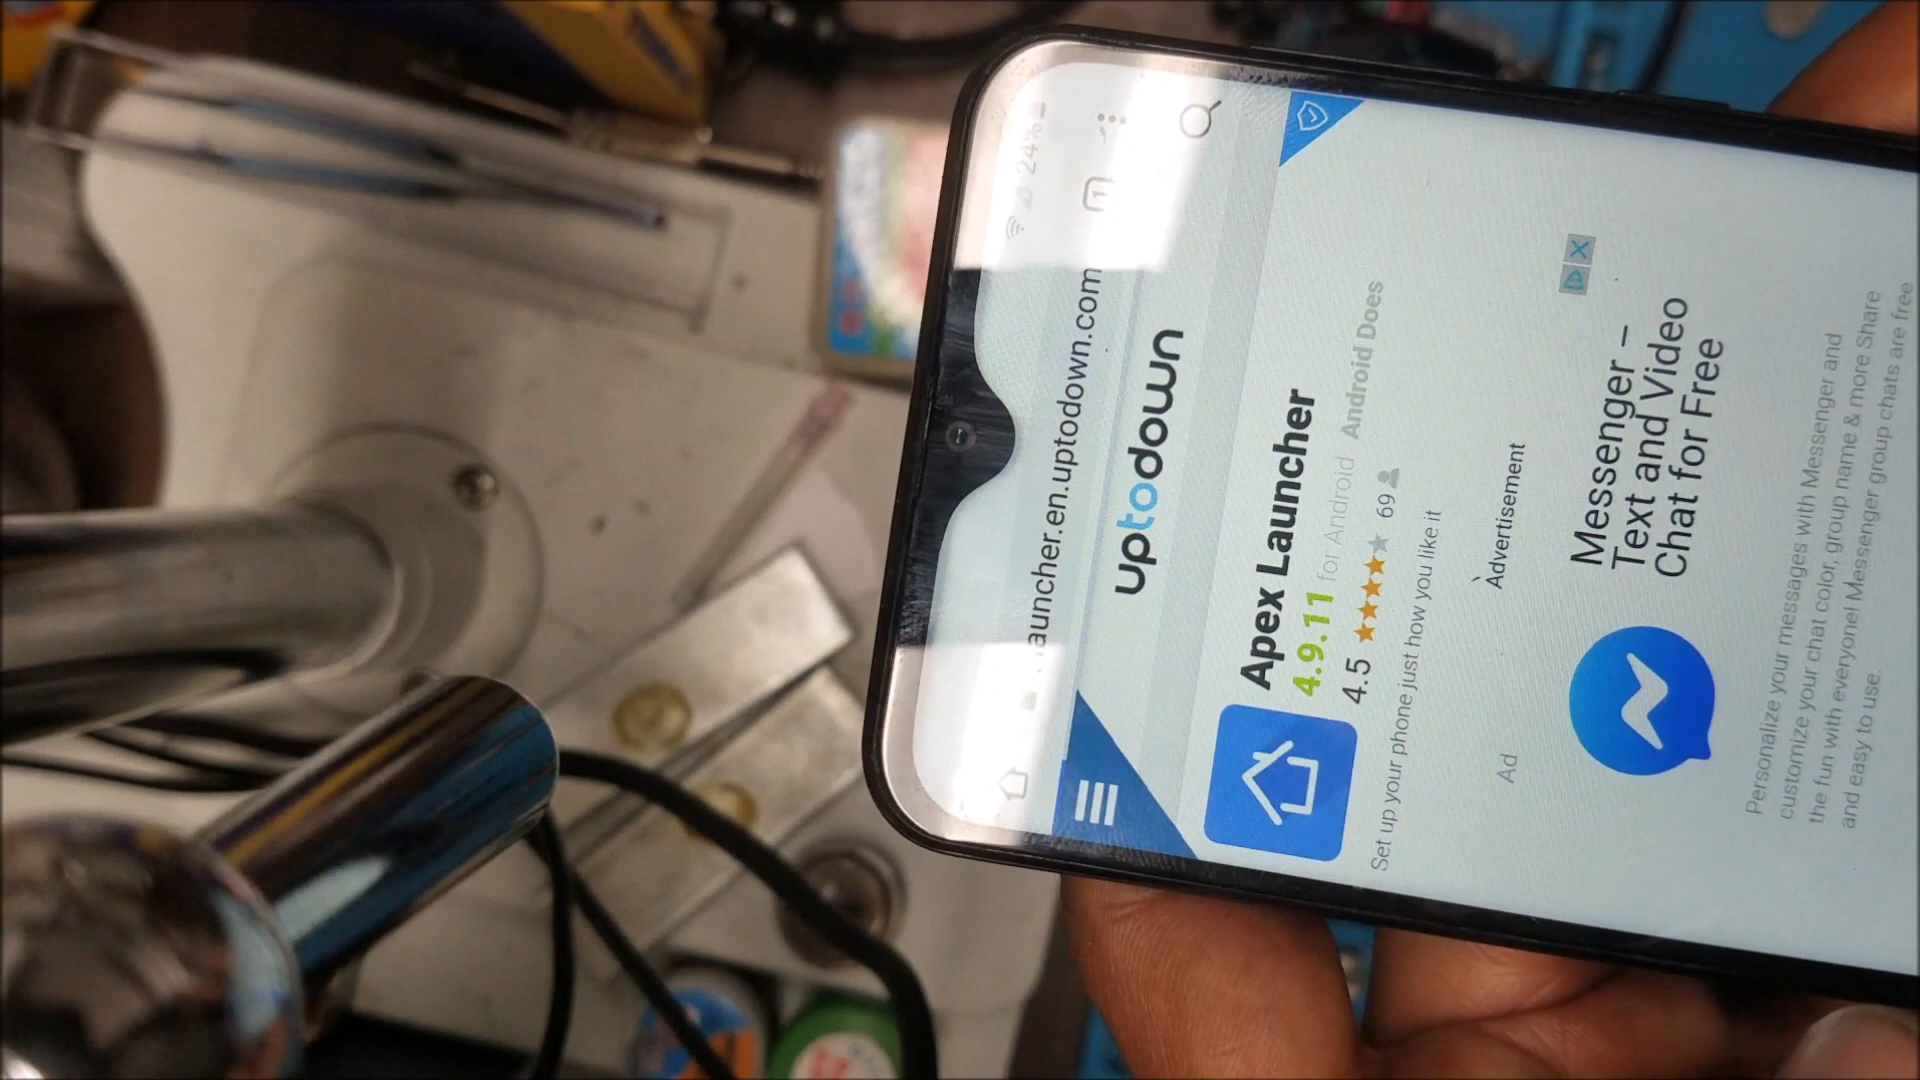 24%
auncher.en.uptodown.com
1
uptodown
Apex Launcher
4.9.11 for Android Android Does
4.5 69
Set up your phone just how you like it
Advertisement
Ad
Messenger –
Text and Video
Chat for Free
Personalize your messages with Messenger and
customize your chat color, group name & more Share
the fun with everyone! Messenger group chats are free
and easy to use.